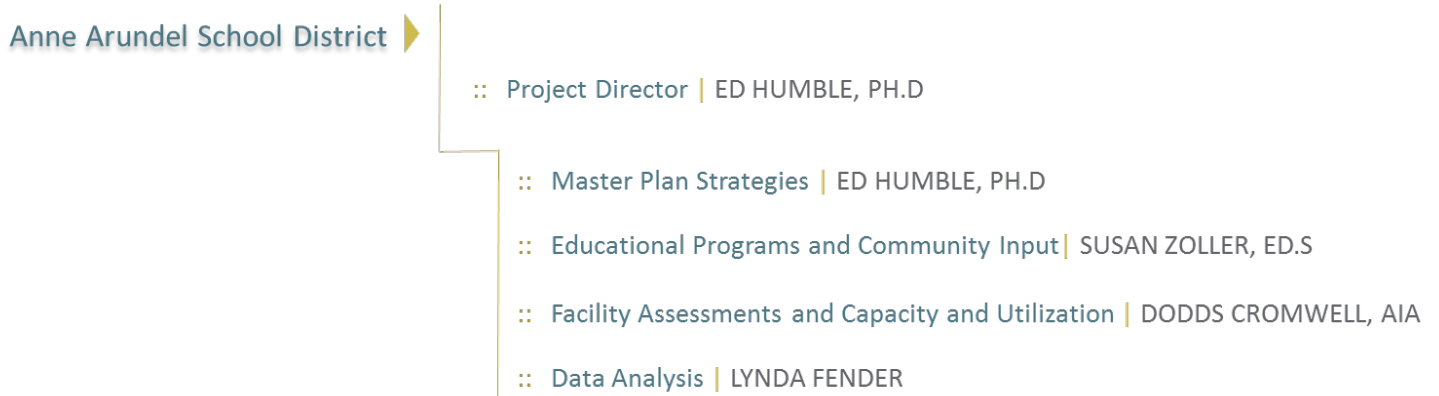 Anne Arundel School District
:: Project Director | ED HUMBLE, PH.D
:: Master Plan Strategies | ED HUMBLE, PH.D
:: Educational Programs and Community Input| SUSAN ZOLLER, ED.S
:: Facility Assessments and Capacity and Utilization | DODDS CROMWELL, AIA
:: Data Analysis | LYNDA FENDER